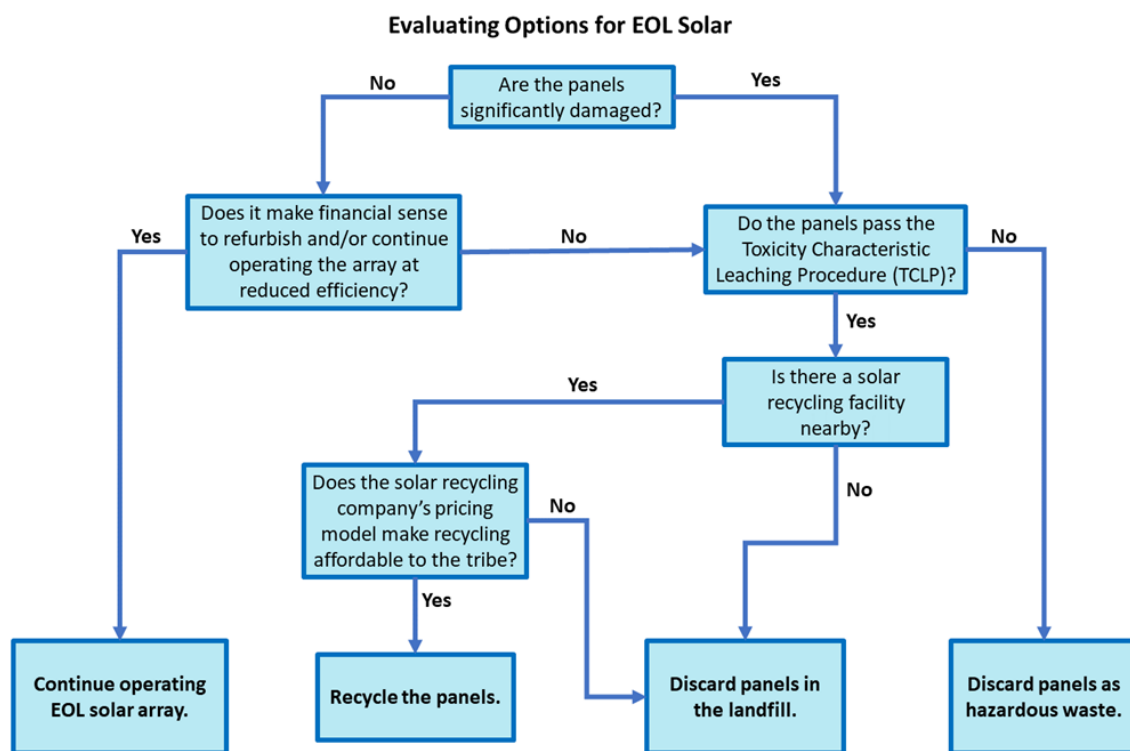 Evaluating Options for EOL Solar
No
Are the panels
significantly damaged?
Yes
Yes
Does it make financial sense
to refurbish and/or continue
operating the array at
reduced efficiency?
No
Do the panels pass the
Toxicity Characteristic
Leaching Procedure (TCLP)?
No
Yes
Yes
Is there a solar
recycling facility
nearby?
Does the solar recycling
company’s pricing
model make recycling
affordable to the tribe?
No
No
Yes
Continue operating
EOL solar array.
Recycle the panels.
Discard panels in
the landfill.
Discard panels as
hazardous waste.